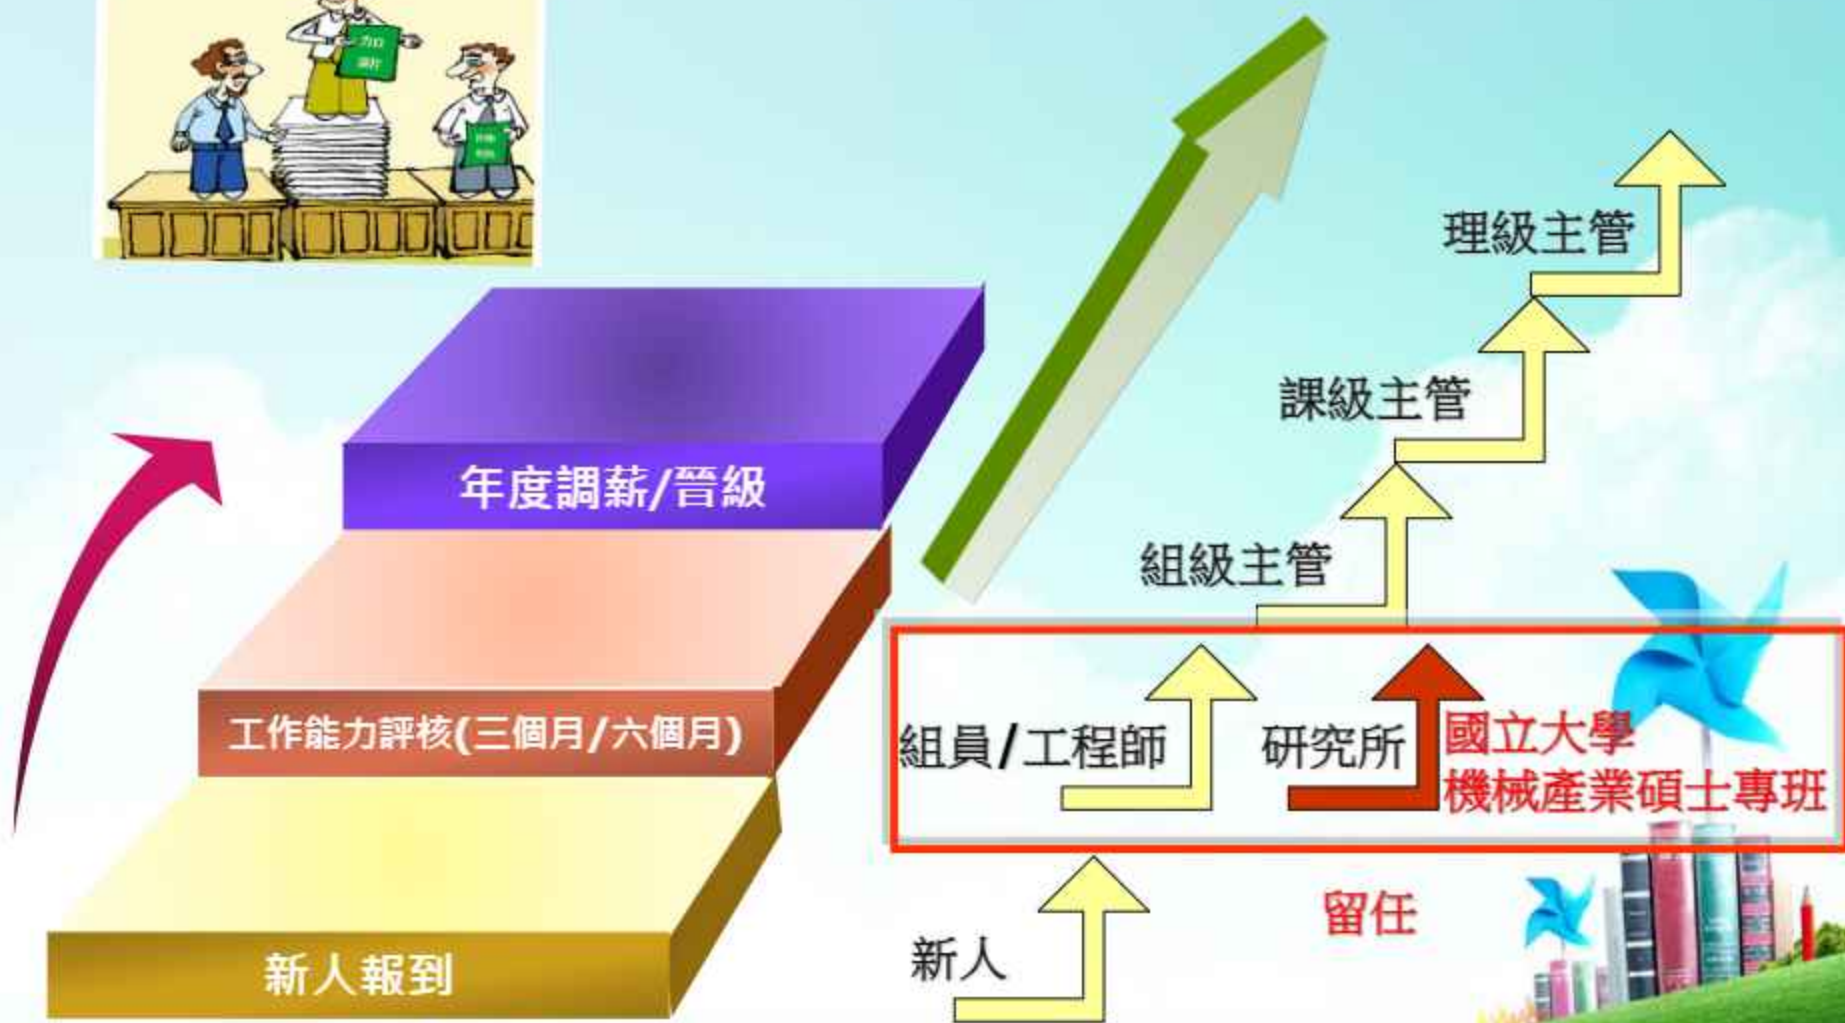 年度調薪/晉級
工作能力評核(三個月/六個月)
新人報到
理級主管
課級主管
組級主管
組員/工程師
研究所
國立大學
機械產業碩士專班
留任
新人